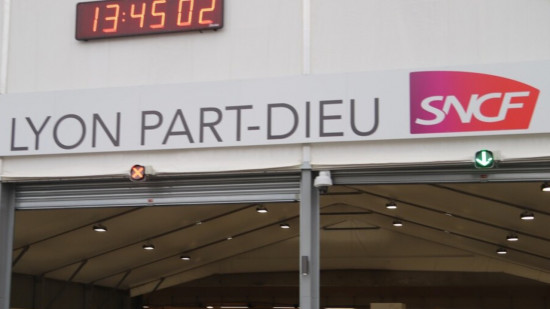 13:45 02
LYON PART-DIEU SNCF